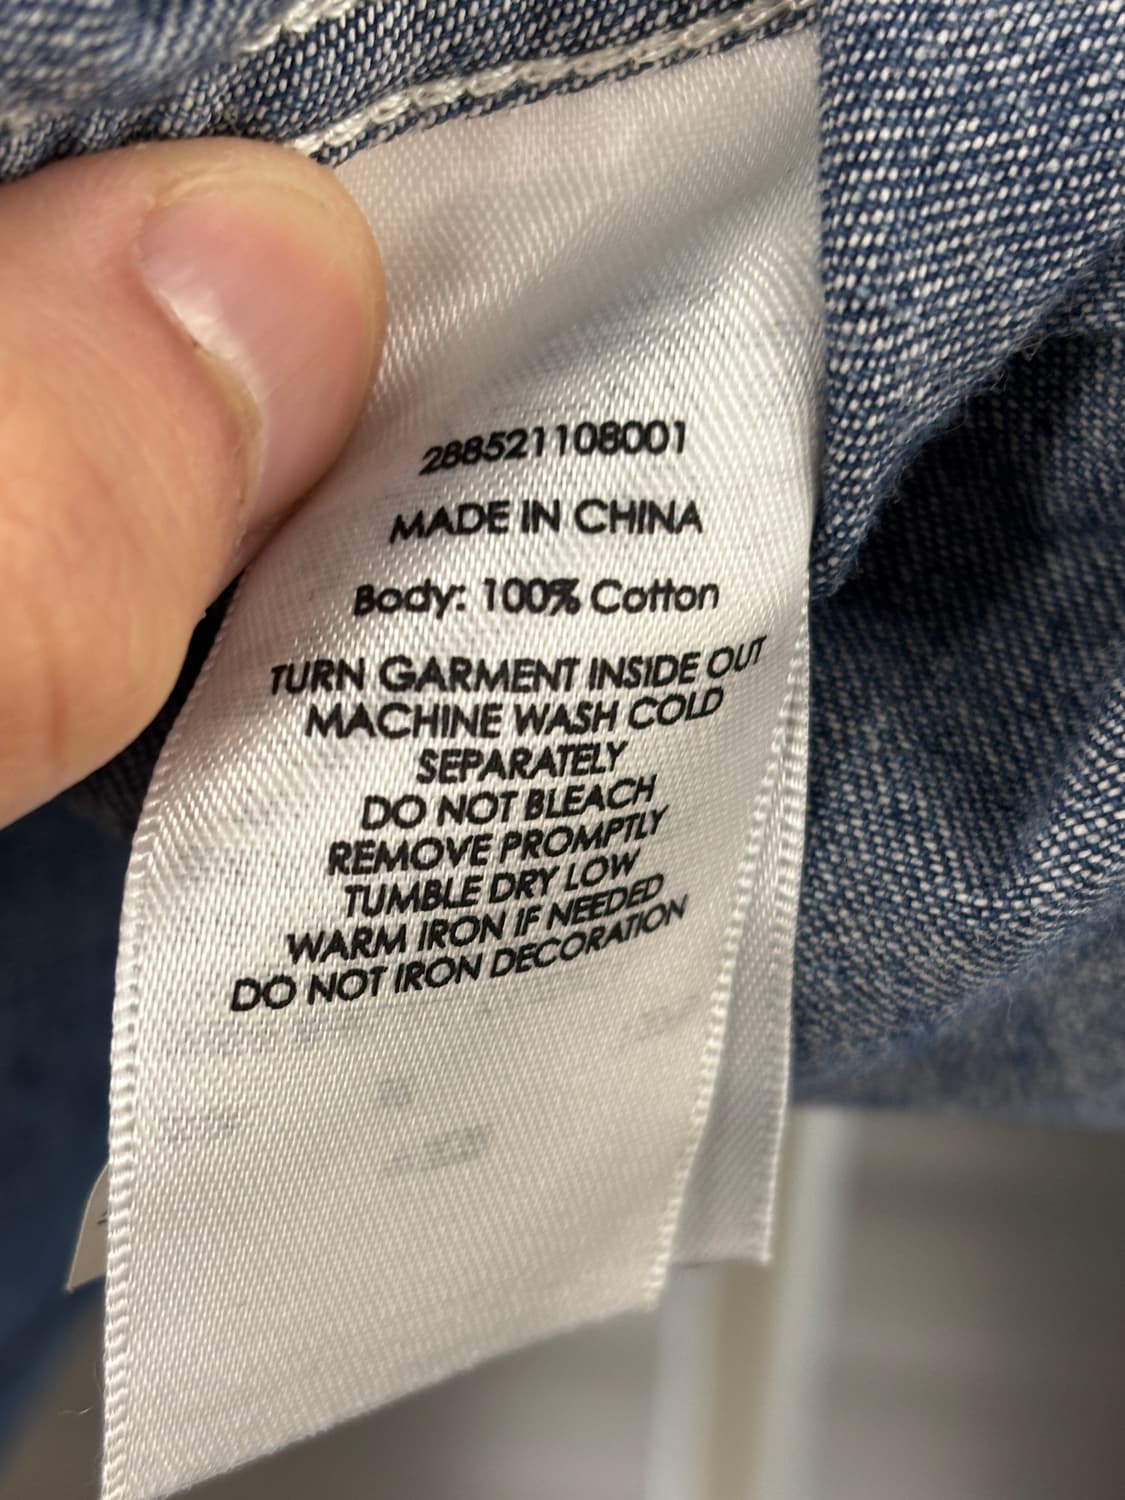 288521108001
MADE IN CHINA
Body: 100% Cotton
TURN GARMENT INSIDE OUT
MACHINE WASH COLD
SEPARATELY
DO NOT BLEACH
REMOVE PROMPTLY
TUMBLE DRY LOW
WARM IRON IF NEEDED
DO NOT IRON DECORATION